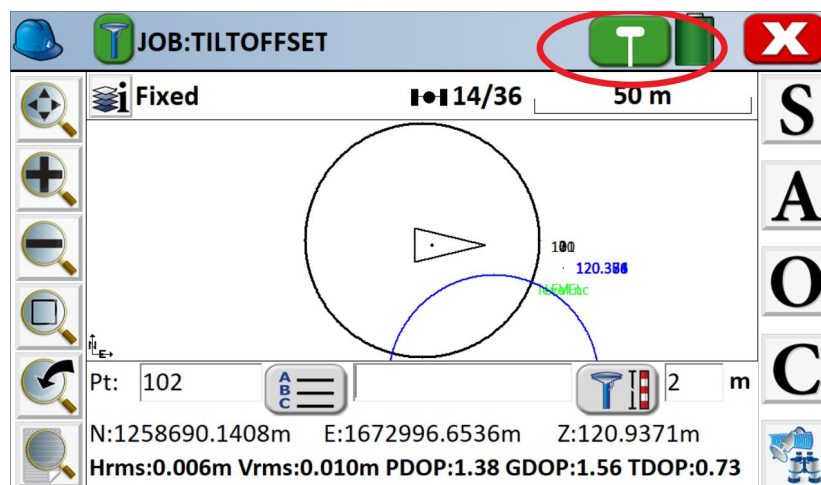 JOB:TILTOFFSET
Fixed
14/36
50 m
S
A
O
C
N
E
Pt:
102
A
B
C
2
m
N:1258690.1408m E:1672996.6536m Z:120.9371m
Hrms:0.006m Vrms:0.010m PDOP:1.38 GDOP:1.56 TDOP:0.73